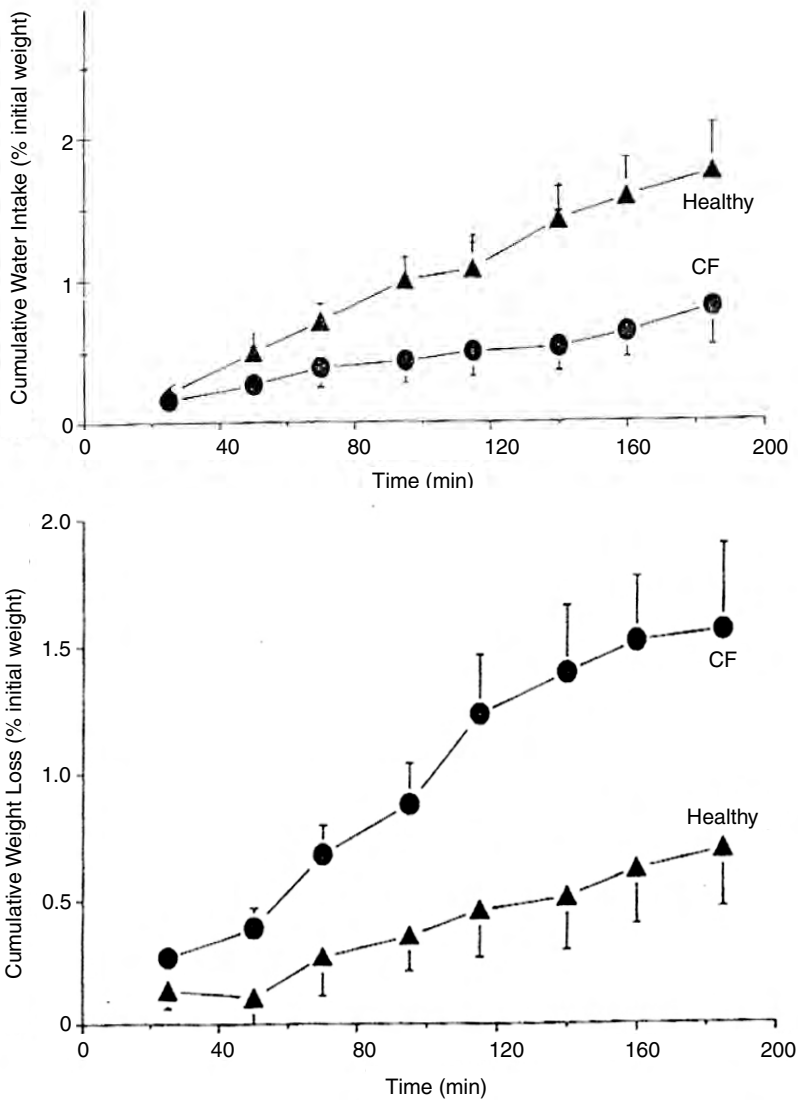 Cumulative Water Intake (% initial weight)
2
1
0
Healthy
CF
0 40 80 120 160 200
Time (min)
Cumulative Weight Loss (% initial weight)
2.0
1.5
1.0
0.5
0
CF
Healthy
0 40 80 120 160 200
Time (min)